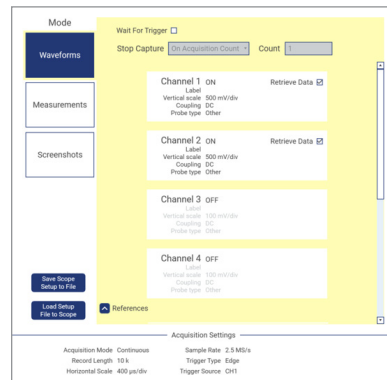 Mode
Wait For Trigger
Stop Capture On Acquisition Count Count 1
Waveforms
Measurements
Screenshots
Channel 1 ON Retrieve Data
Label
Vertical scale 500 mV/div
Coupling DC
Probe type Other
Channel 2 ON Retrieve Data
Label
Vertical scale 500 mV/div
Coupling DC
Probe type Other
Channel 3 OFF
Label
Vertical scale 100 mV/div
Coupling DC
Probe type Other
Channel 4 OFF
Label
Vertical scale 100 mV/div
Coupling DC
Probe type Other
Save Scope
Setup to File
Load Setup
File to Scope
References
Acquisition Settings
Acquisition Mode Continuous Sample Rate 2.5 MS/s
Record Length 10 k Trigger Type Edge
Horizontal Scale 400 µs/div Trigger Source CH1